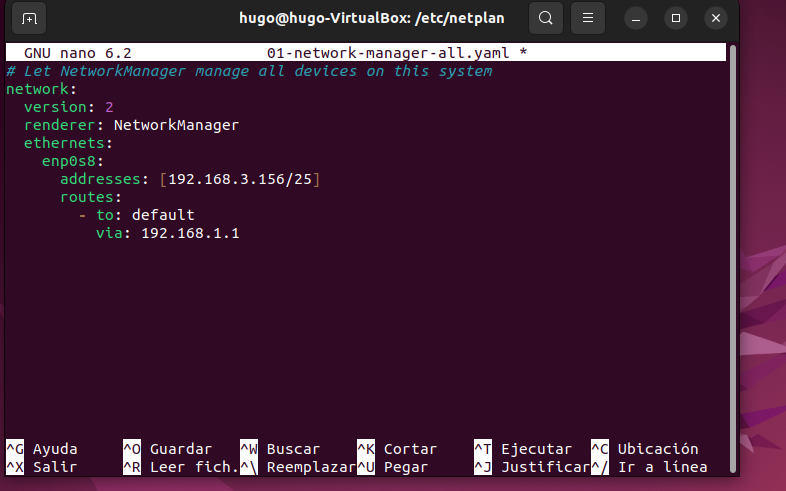 hugo@hugo-VirtualBox: /etc/netplan
GNU nano 6.2 01-network-manager-all.yaml *
# Let NetworkManager manage all devices on this system
network:
  version: 2
  renderer: NetworkManager
  ethernets:
    enp0s8:
      addresses: [192.168.3.156/25]
      routes:
        - to: default
          via: 192.168.1.1
^G Ayuda ^O Guardar ^W Buscar ^K Cortar ^T Ejecutar ^C Ubicación
^X Salir ^R Leer fich. ^\ Reemplazar ^U Pegar ^J Justificar ^/ Ir a línea